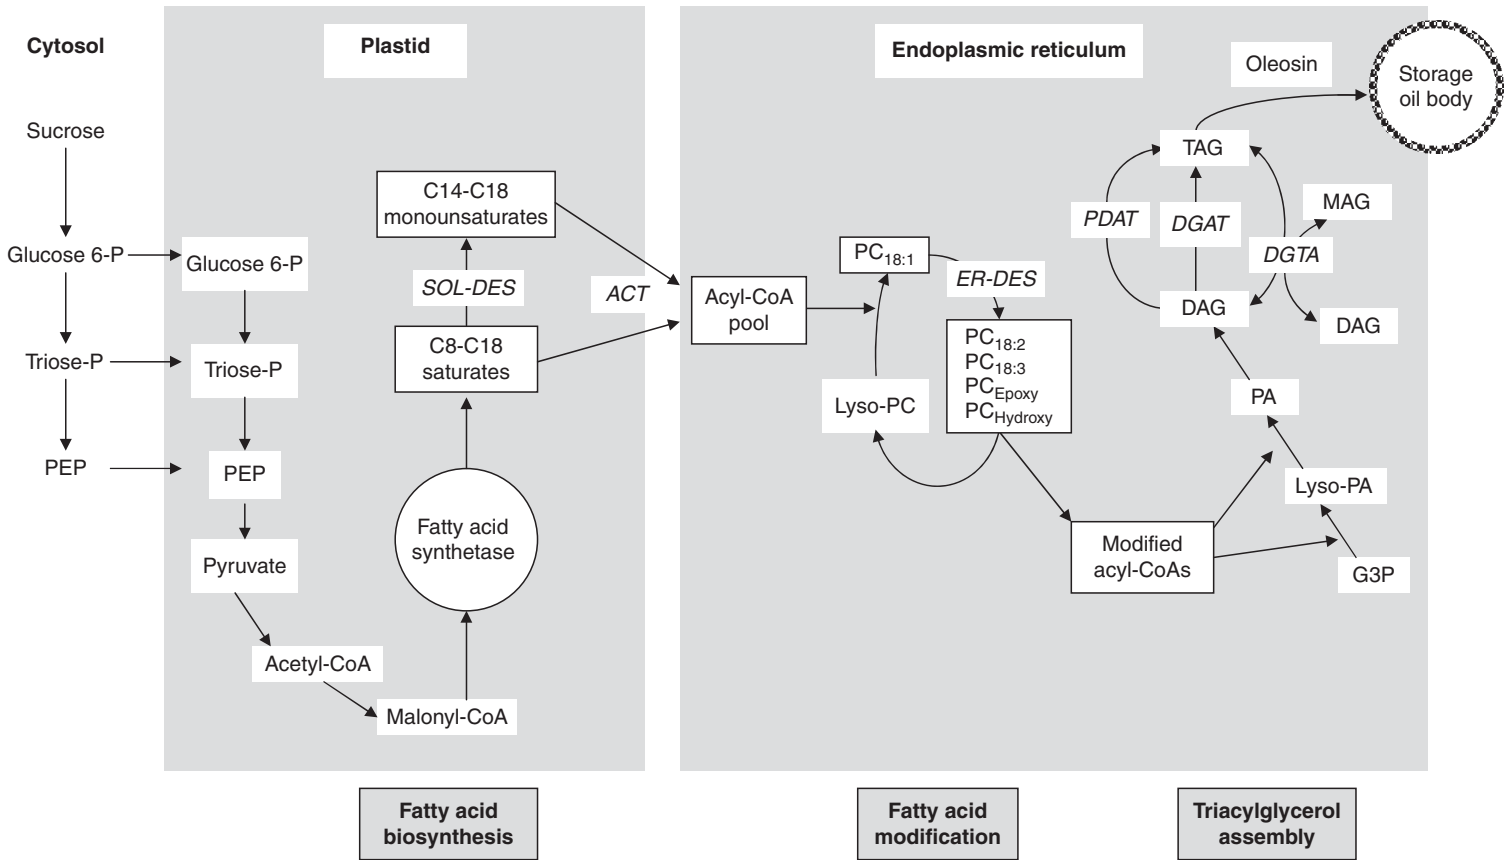 Cytosol
Sucrose
Glucose 6-P
Triose-P
PEP
Plastid
Glucose 6-P
Triose-P
PEP
Pyruvate
Acetyl-CoA
Malonyl-CoA
Fatty acid
synthetase
C8-C18
saturates
SOL-DES
C14-C18
monounsaturates
ACT
Endoplasmic reticulum
Acyl-CoA
pool
PC18:1
ER-DES
PC18:2
PC18:3
PCEpoxy
PCHydroxy
Lyso-PC
Modified
acyl-CoAs
G3P
Lyso-PA
PA
DAG
PDAT
DGAT
DGTA
MAG
DAG
TAG
Oleosin
Storage
oil body
Fatty acid
biosynthesis
Fatty acid
modification
Triacylglycerol
assembly